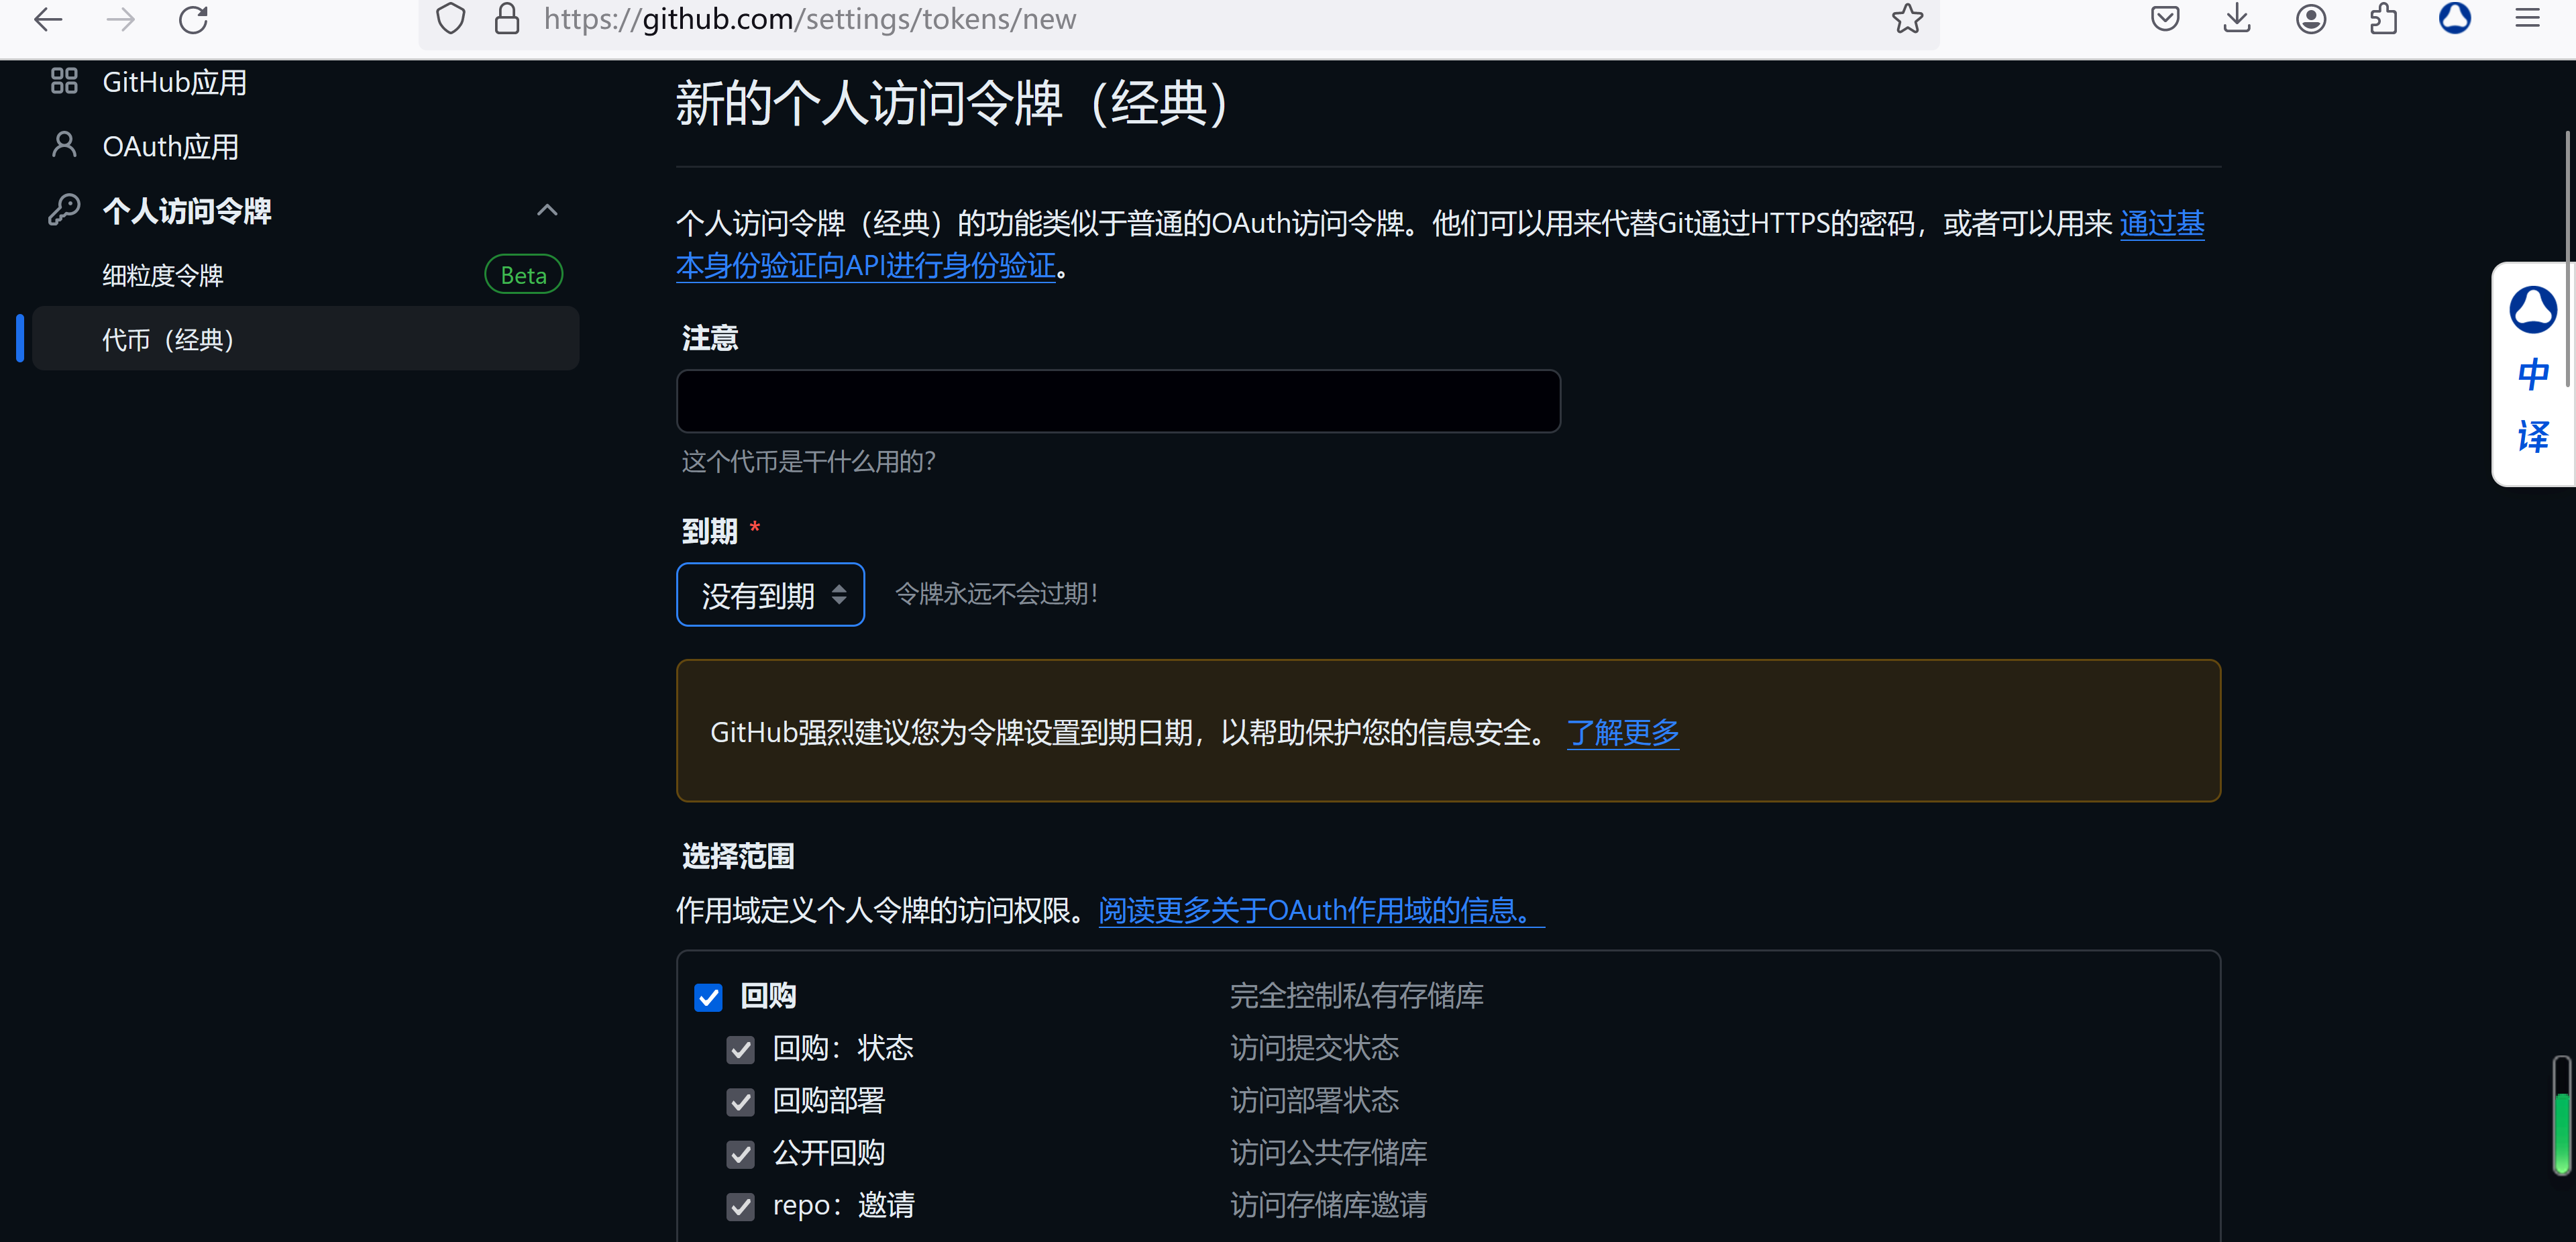 https://github.com/settings/tokens/new
GitHub应用
OAuth应用
个人访问令牌
细粒度令牌 Beta
代币（经典）
新的个人访问令牌（经典）
个人访问令牌（经典）的功能类似于普通的OAuth访问令牌。他们可以用来代替Git通过HTTPS的密码，或者可以用来 通过基
本身份验证向API进行身份验证。
注意
这个代币是干什么用的？
到期 *
没有到期 令牌永远不会过期！
GitHub强烈建议您为令牌设置到期日期，以帮助保护您的信息安全。 了解更多
选择范围
作用域定义个人令牌的访问权限。阅读更多关于OAuth作用域的信息。
回购 完全控制私有存储库
回购：状态 访问提交状态
回购部署 访问部署状态
公开回购 访问公共存储库
repo：邀请 访问存储库邀请
中
译